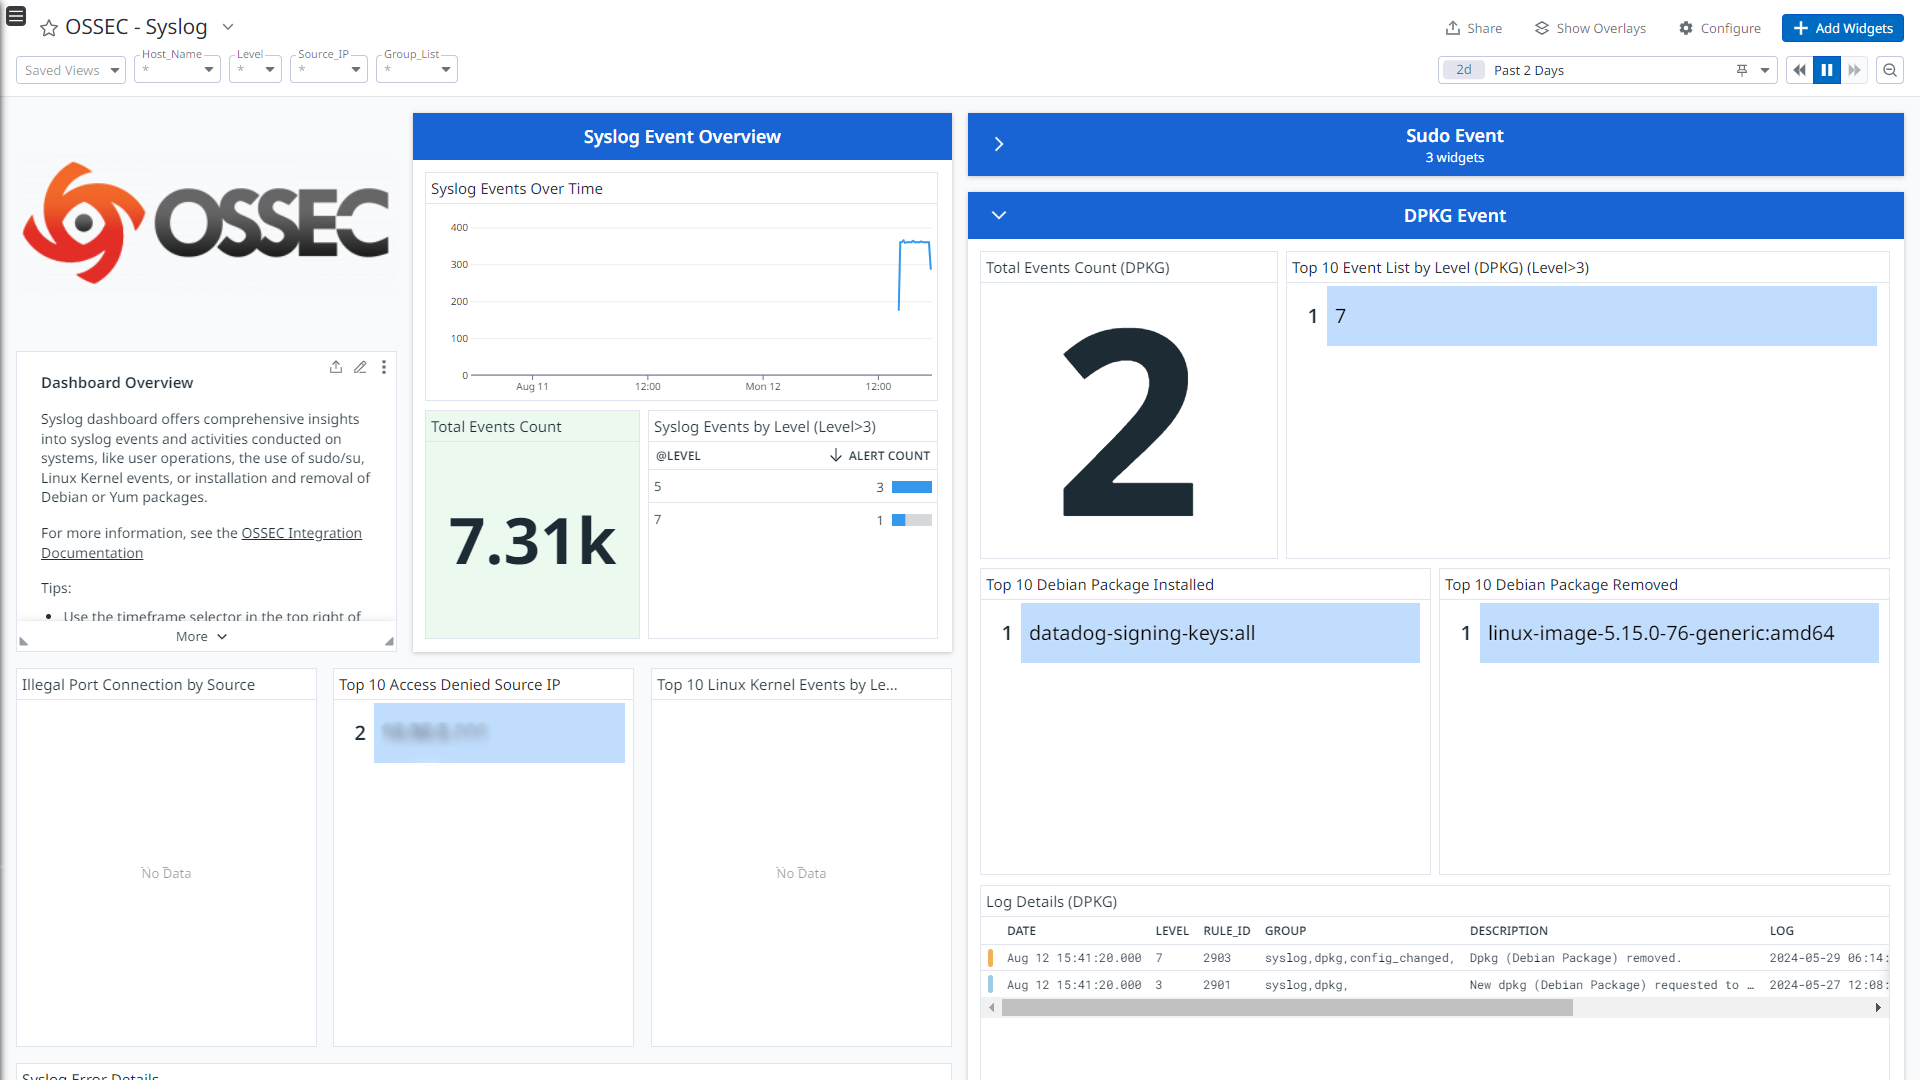 OSSEC - Syslog
Share
Show Overlays
Configure
Add Widgets
Saved Views
Host_Name
*
Level
*
Source_IP
*
Group_List
*
2d
Past 2 Days
OSSEC
Dashboard Overview
Syslog dashboard offers comprehensive insights
into syslog events and activities conducted on
systems, like user operations, the use of sudo/su,
Linux Kernel events, or installation and removal of
Debian or Yum packages.
For more information, see the OSSEC Integration
Documentation
Tips:
• Use the timeframe selector in the top right of
More
Syslog Event Overview
Syslog Events Over Time
400
300
200
100
0
Aug 11
12:00
Mon 12
12:00
Total Events Count
7.31k
Syslog Events by Level (Level>3)
@LEVEL ALERT COUNT
5 3
7 1
Illegal Port Connection by Source
No Data
Top 10 Access Denied Source IP
2
Top 10 Linux Kernel Events by Le...
No Data
Syslog Error Details
Sudo Event
3 widgets
DPKG Event
Total Events Count (DPKG)
2
Top 10 Event List by Level (DPKG) (Level>3)
1 7
Top 10 Debian Package Installed
1 datadog-signing-keys:all
Top 10 Debian Package Removed
1 linux-image-5.15.0-76-generic:amd64
Log Details (DPKG)
DATE LEVEL RULE_ID GROUP DESCRIPTION LOG
Aug 12 15:41:20.000 7 2903 syslog,dpkg,config_changed, Dpkg (Debian Package) removed. 2024-05-29 06:14:
Aug 12 15:41:20.000 3 2901 syslog,dpkg, New dpkg (Debian Package) requested to … 2024-05-27 12:08: